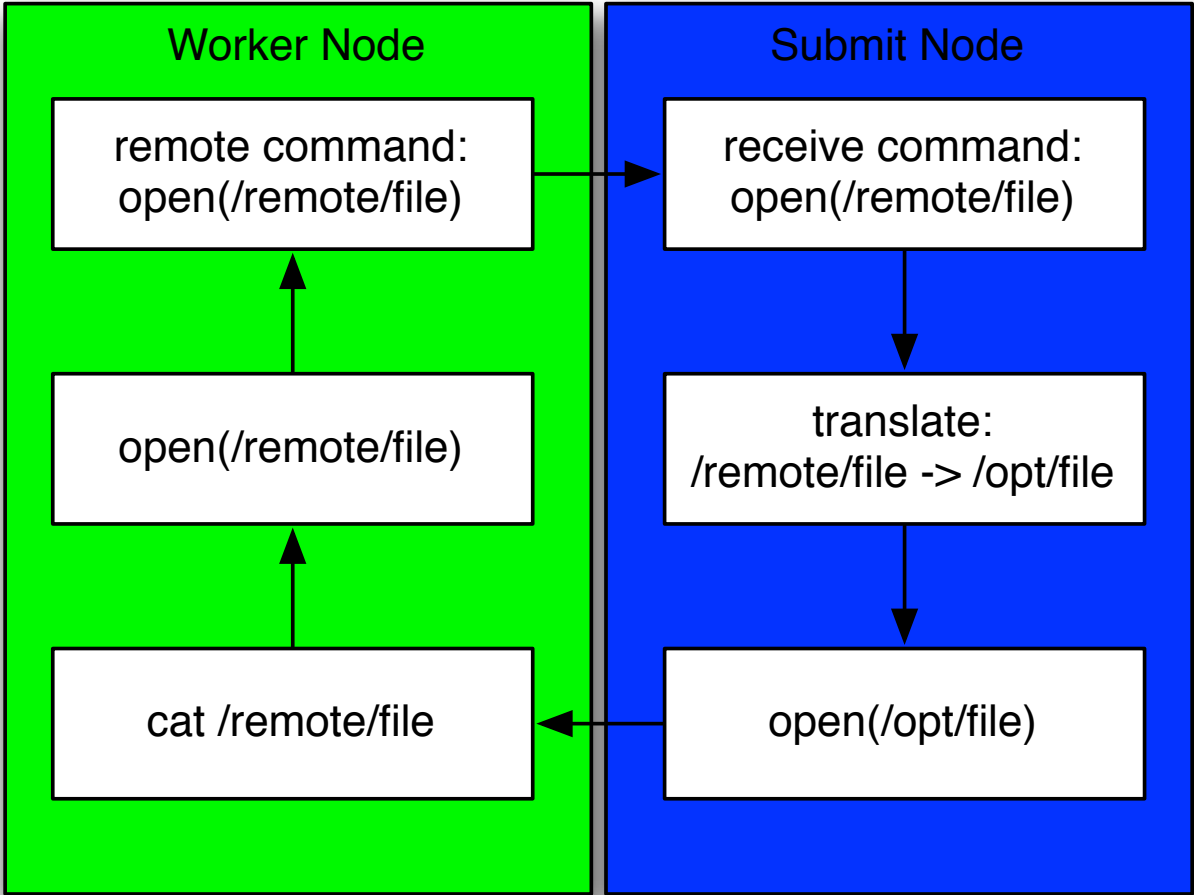 Worker Node
remote command:
open(/remote/file)
open(/remote/file)
cat /remote/file
Submit Node
receive command:
open(/remote/file)
translate:
/remote/file -> /opt/file
open(/opt/file)